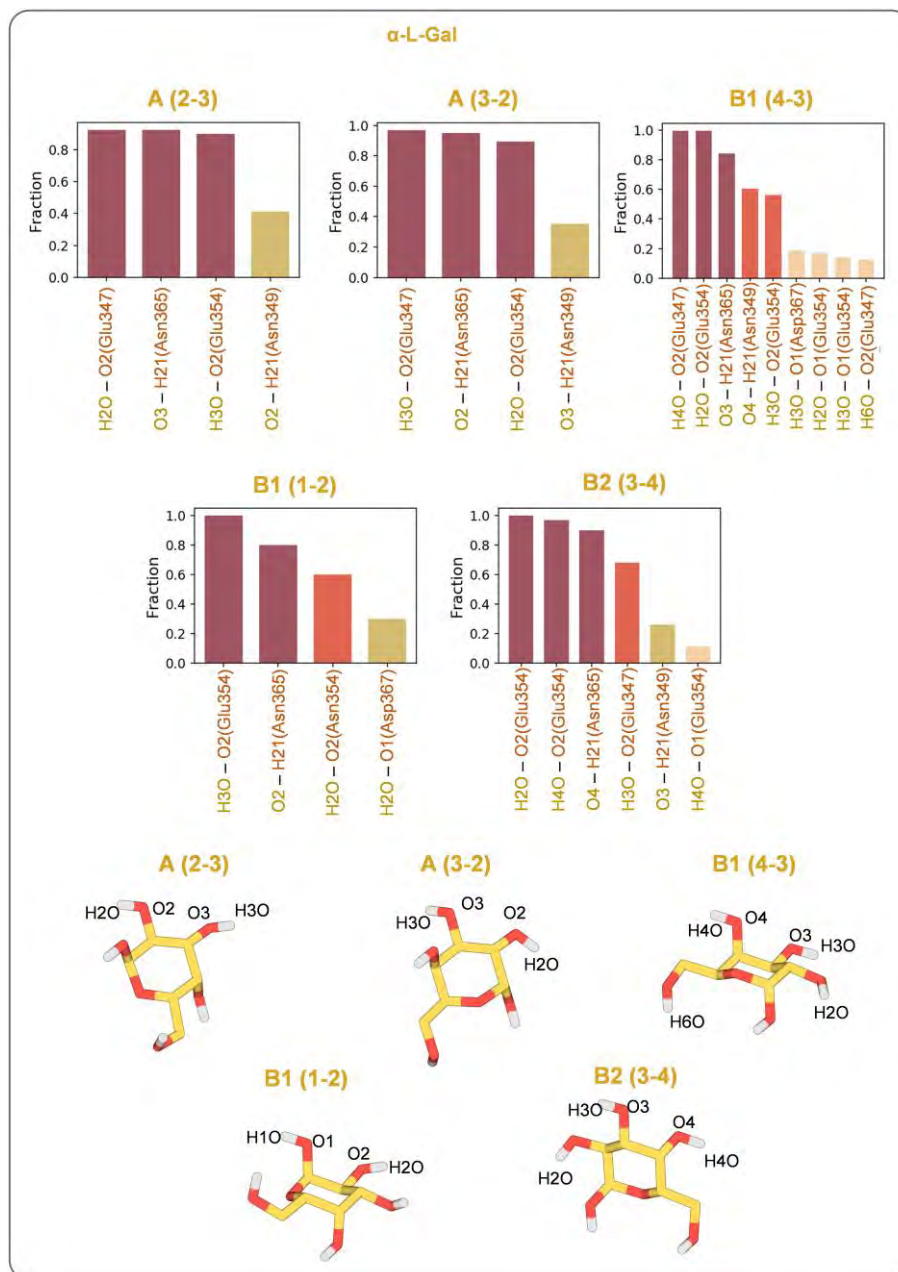 α-L-Gal
A (2-3)
A (3-2)
B1 (4-3)
Fraction
0.8
0.6
0.4
0.2
0.0
H2O – O2(Glu347)
O3 – H21(Asn365)
H3O – O2(Glu354)
O2 – H21(Asn349)
1.0
0.8
0.6
0.4
0.2
0.0
H3O – O2(Glu347)
O2 – H21(Asn365)
H2O – O2(Glu354)
O3 – H21(Asn349)
1.0
0.8
0.6
0.4
0.2
0.0
H4O – O2(Glu347)
H2O – O2(Glu354)
O3 – H21(Asn365)
O4 – H21(Asn349)
H3O – O2(Glu354)
H3O – O1(Asp367)
H2O – O1(Glu354)
H3O – O1(Glu354)
H6O – O2(Glu347)
B1 (1-2)
B2 (3-4)
Fraction
1.0
0.8
0.6
0.4
0.2
0.0
H3O – O2(Glu354)
O2 – H21(Asn365)
H2O – O2(Asn354)
H2O – O1(Asp367)
Fraction
1.0
0.8
0.6
0.4
0.2
0.0
H2O – O2(Glu354)
H4O – O2(Glu354)
O4 – H21(Asn365)
H3O – O2(Glu347)
O3 – H21(Asn349)
H4O – O1(Glu354)
A (2-3)
A (3-2)
B1 (4-3)
H2O O2 O3 H3O
H3O O3 O2 H2O
H4O O4 O3 H3O
H6O H2O
B1 (1-2)
B2 (3-4)
H1O O1 O2 H2O
H3O O3 O4
H2O H4O